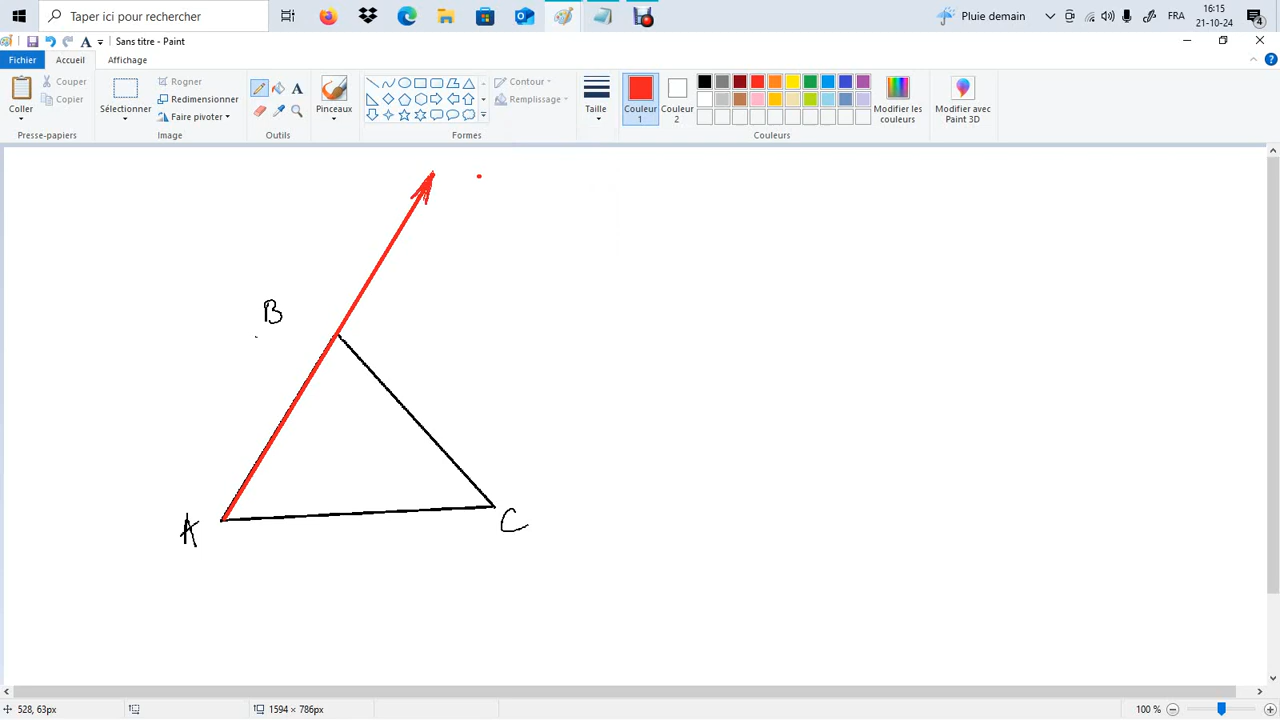 Taper ici pour rechercher
Pluie demain
FRA
16:15
21-10-24
4
Sans titre - Paint
Fichier
Accueil
Affichage
Coller
Couper
Copier
Presse-papiers
Sélectionner
Rogner
Redimensionner
Faire pivoter
Image
A
Outils
Pinceaux
Contour
Remplissage
Formes
Taille
Couleur 1
Couleur 2
Modifier les couleurs
Couleurs
Modifier avec Paint 3D
B
A
C
528, 63px
1594 × 786px
100 %